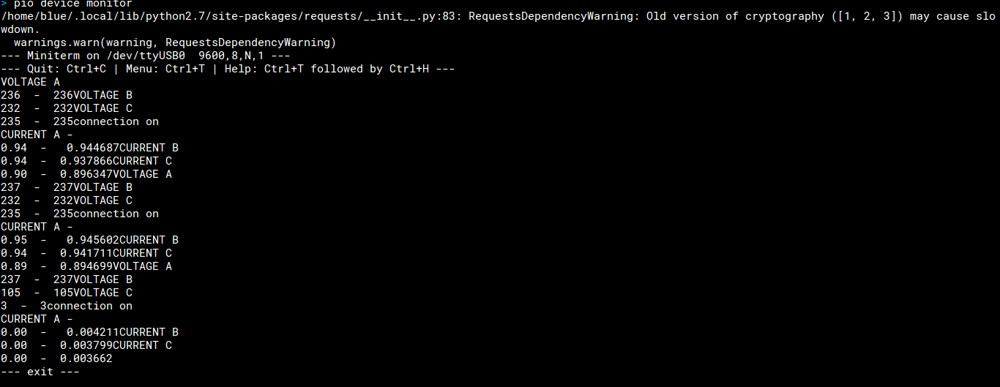 > pio device monitor
/home/blue/.local/lib/python2.7/site-packages/requests/__init__.py:83: RequestsDependencyWarning: Old version of cryptography ([1, 2, 3]) may cause slo
wdown.
  warnings.warn(warning, RequestsDependencyWarning)
--- Miniterm on /dev/ttyUSB0  9600,8,N,1 ---
--- Quit: Ctrl+C | Menu: Ctrl+T | Help: Ctrl+T followed by Ctrl+H ---
VOLTAGE A
236  -  236VOLTAGE B
232  -  232VOLTAGE C
235  -  235connection on
CURRENT A -
0.94  -   0.944687CURRENT B
0.94  -  0.937866CURRENT C
0.90  -  0.896347VOLTAGE A
237  -  237VOLTAGE B
232  -  232VOLTAGE C
235  -  235connection on
CURRENT A -
0.95  -   0.945602CURRENT B
0.94  -  0.941711CURRENT C
0.89  -  0.894699VOLTAGE A
237  -  237VOLTAGE B
105  -  105VOLTAGE C
3  -  3connection on
CURRENT A -
0.00  -   0.004211CURRENT B
0.00  -  0.003799CURRENT C
0.00  -  0.003662
--- exit ---